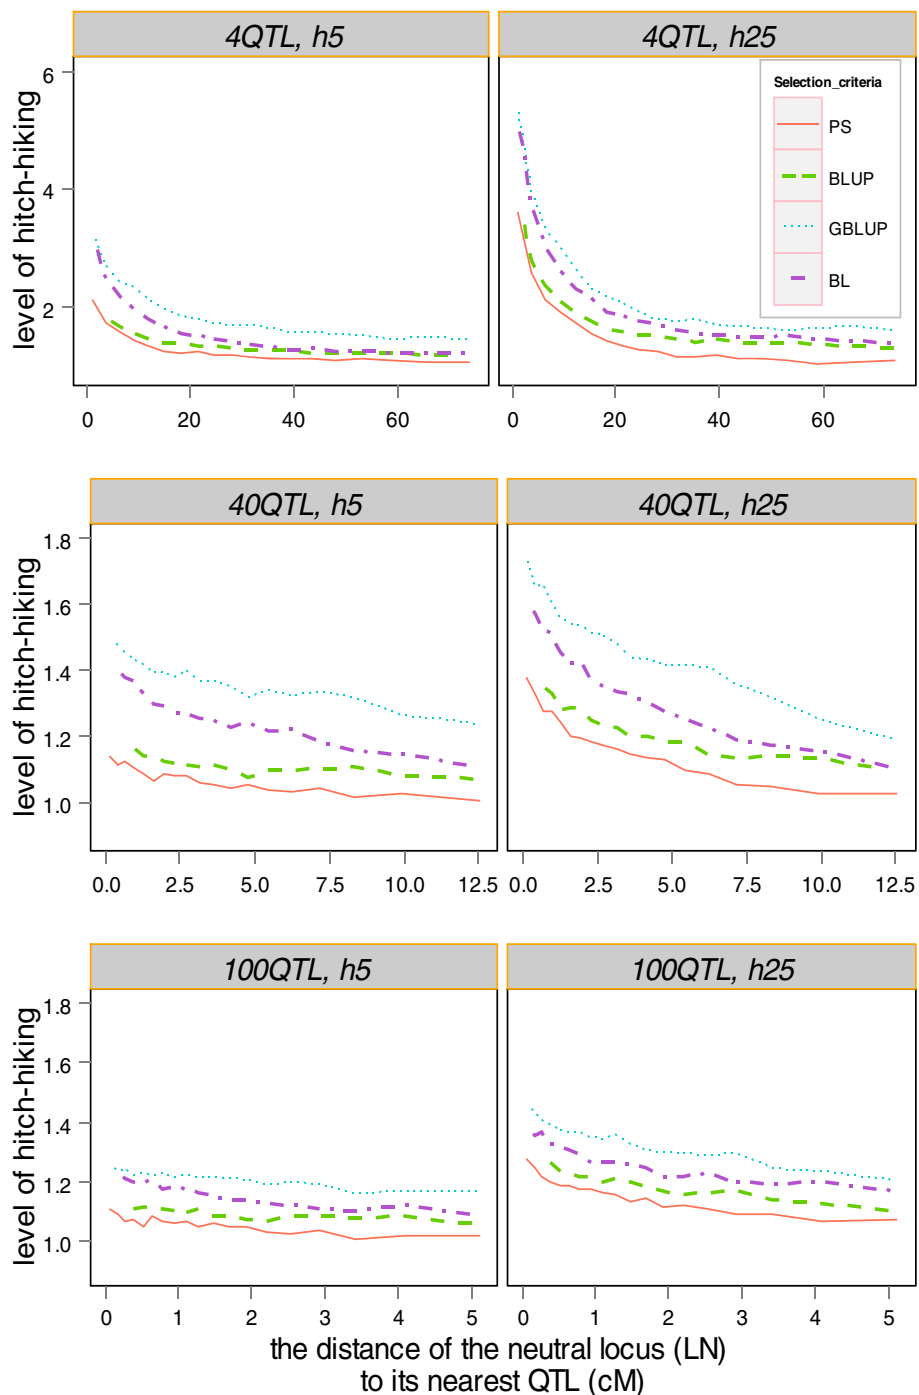 4QTL, h5
4QTL, h25
level of hitch-hiking
6
4
2
Selection_criteria
PS
BLUP
GBLUP
BL
0 20 40 60
0 20 40 60
40QTL, h5
40QTL, h25
level of hitch-hiking
1.8
1.6
1.4
1.2
1.0
0.0 2.5 5.0 7.5 10.0 12.5
0.0 2.5 5.0 7.5 10.0 12.5
100QTL, h5
100QTL, h25
level of hitch-hiking
1.8
1.6
1.4
1.2
1.0
0 1 2 3 4 5
0 1 2 3 4 5
the distance of the neutral locus (LN)
to its nearest QTL (cM)